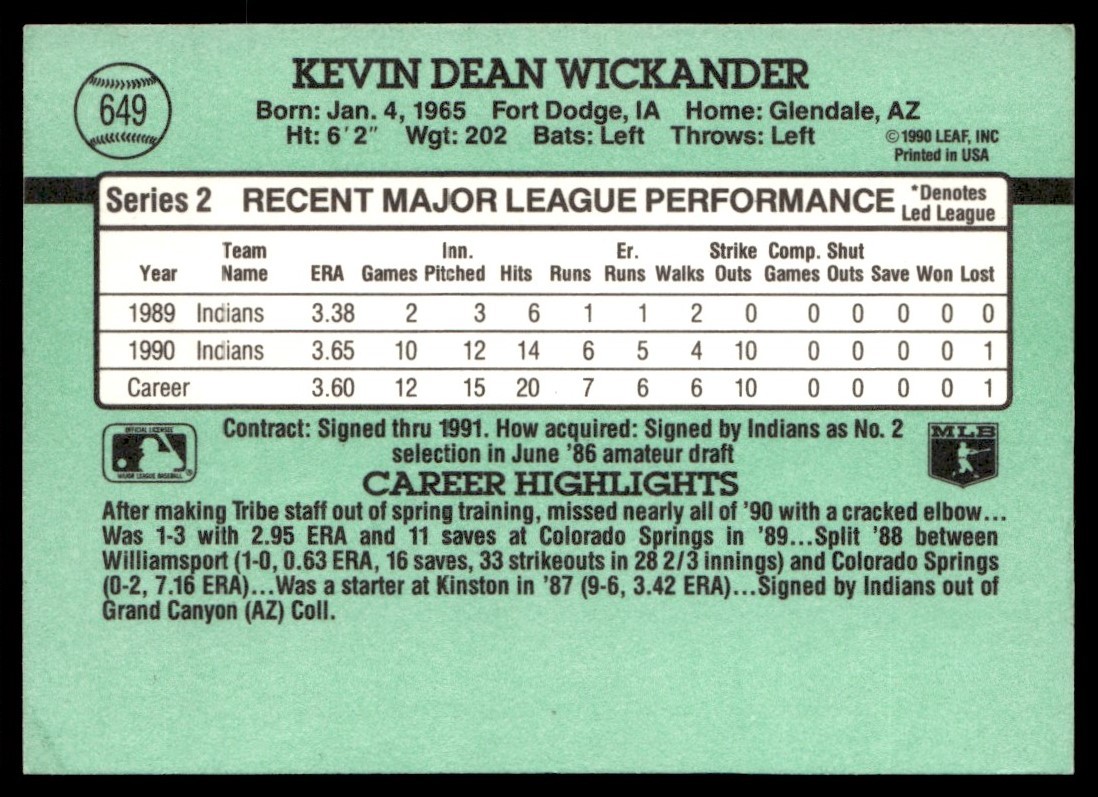 649
KEVIN DEAN WICKANDER
Born: Jan. 4, 1965 Fort Dodge, IA Home: Glendale, AZ
Ht: 6'2" Wgt: 202 Bats: Left Throws: Left
©1990 LEAF, INC
Printed in USA
Series 2 RECENT MAJOR LEAGUE PERFORMANCE
*Denotes
Led League
Team Inn. Er. Strike Comp. Shut
Year Name ERA Games Pitched Hits Runs Runs Walks Outs Games Outs Save Won Lost
1989 Indians 3.38 2 3 6 1 1 2 0 0 0 0 0 0
1990 Indians 3.65 10 12 14 6 5 4 10 0 0 0 0 1
Career 3.60 12 15 20 7 6 6 10 0 0 0 0 1
OFFICIAL LICENSEE
MAJOR LEAGUE BASEBALL
Contract: Signed thru 1991. How acquired: Signed by Indians as No. 2
selection in June '86 amateur draft
MLB
CAREER HIGHLIGHTS
After making Tribe staff out of spring training, missed nearly all of '90 with a cracked elbow...
Was 1-3 with 2.95 ERA and 11 saves at Colorado Springs in '89...Split '88 between
Williamsport (1-0, 0.63 ERA, 16 saves, 33 strikeouts in 28 2/3 innings) and Colorado Springs
(0-2, 7.16 ERA)...Was a starter at Kinston in '87 (9-6, 3.42 ERA)...Signed by Indians out of
Grand Canyon (AZ) Coll.